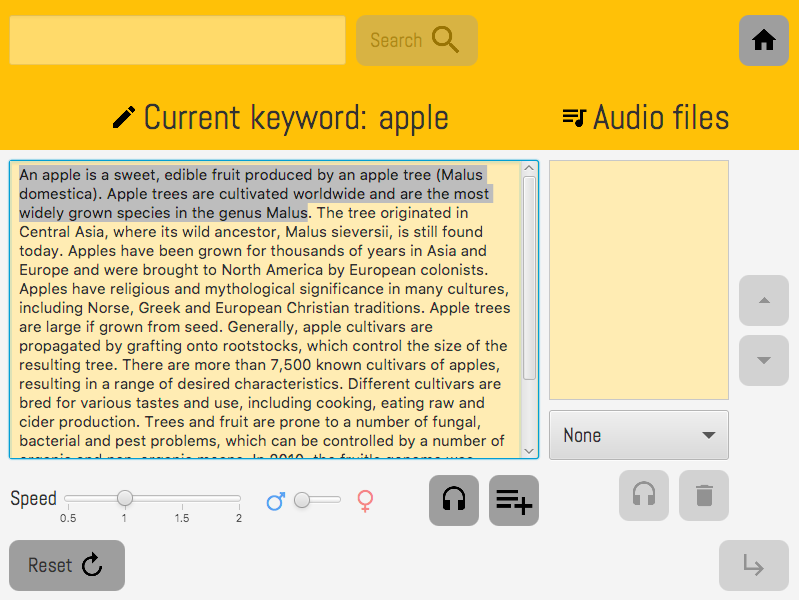 Search
Current keyword: apple
Audio files
An apple is a sweet, edible fruit produced by an apple tree (Malus
domestica). Apple trees are cultivated worldwide and are the most
widely grown species in the genus Malus. The tree originated in
Central Asia, where its wild ancestor, Malus sieversii, is still found
today. Apples have been grown for thousands of years in Asia and
Europe and were brought to North America by European colonists.
Apples have religious and mythological significance in many cultures,
including Norse, Greek and European Christian traditions. Apple trees
are large if grown from seed. Generally, apple cultivars are
propagated by grafting onto rootstocks, which control the size of the
resulting tree. There are more than 7,500 known cultivars of apples,
resulting in a range of desired characteristics. Different cultivars are
bred for various tastes and use, including cooking, eating raw and
cider production. Trees and fruit are prone to a number of fungal,
bacterial and pest problems, which can be controlled by a number of
None
Speed
0.5 1 1.5 2
Reset